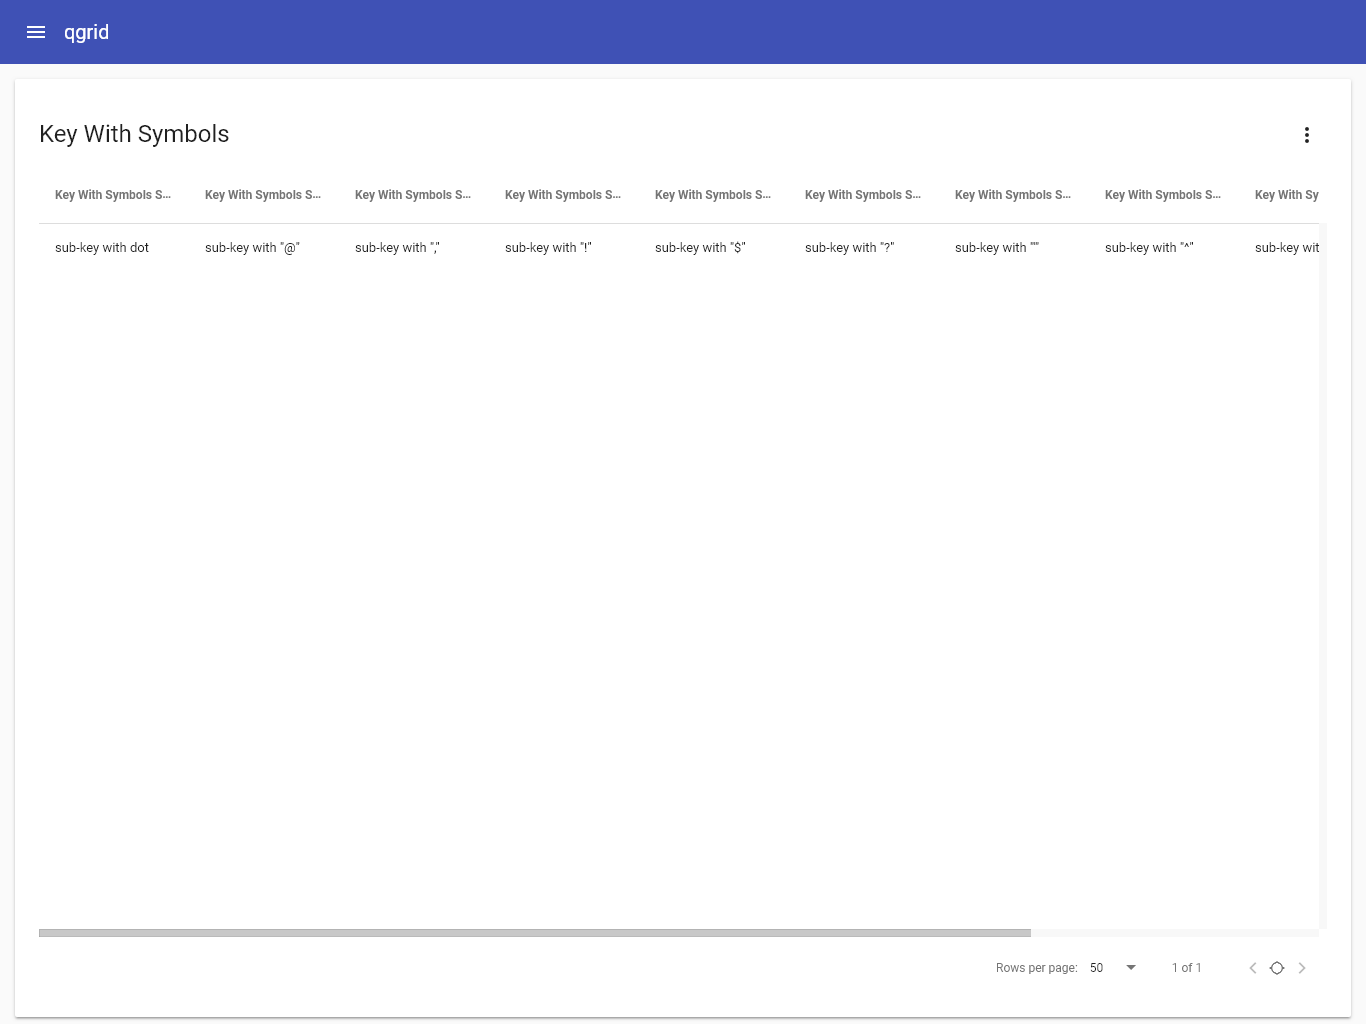 qgrid
Key With Symbols
Key With Symbols S... Key With Symbols S... Key With Symbols S... Key With Symbols S... Key With Symbols S... Key With Symbols S... Key With Symbols S... Key With Symbols S... Key With Sy
sub-key with dot sub-key with "@" sub-key with "," sub-key with "!" sub-key with "$" sub-key with "?" sub-key with """ sub-key with "^" sub-key wit
Rows per page: 50 1 of 1